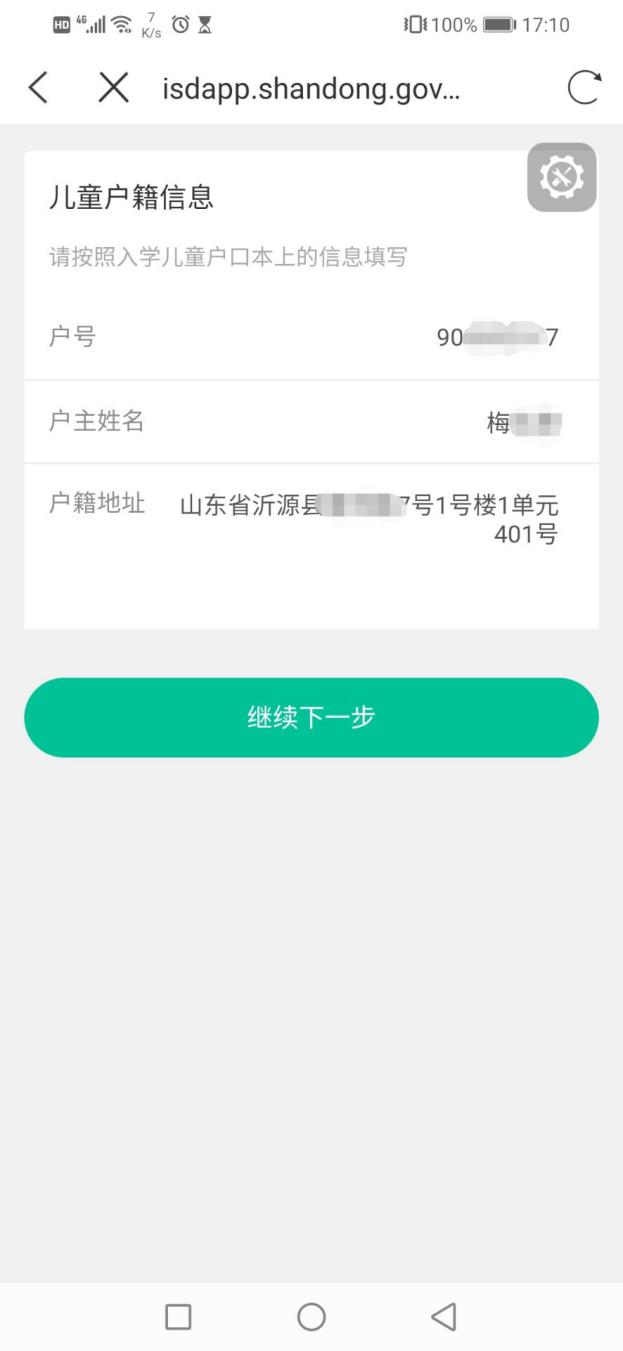 HD 4G 7 K/s 100% 17:10
isdapp.shandong.gov...
儿童户籍信息
请按照入学儿童户口本上的信息填写
户号 90 7
户主姓名 梅
户籍地址 山东省沂源县 7号1号楼1单元
401号
继续下一步